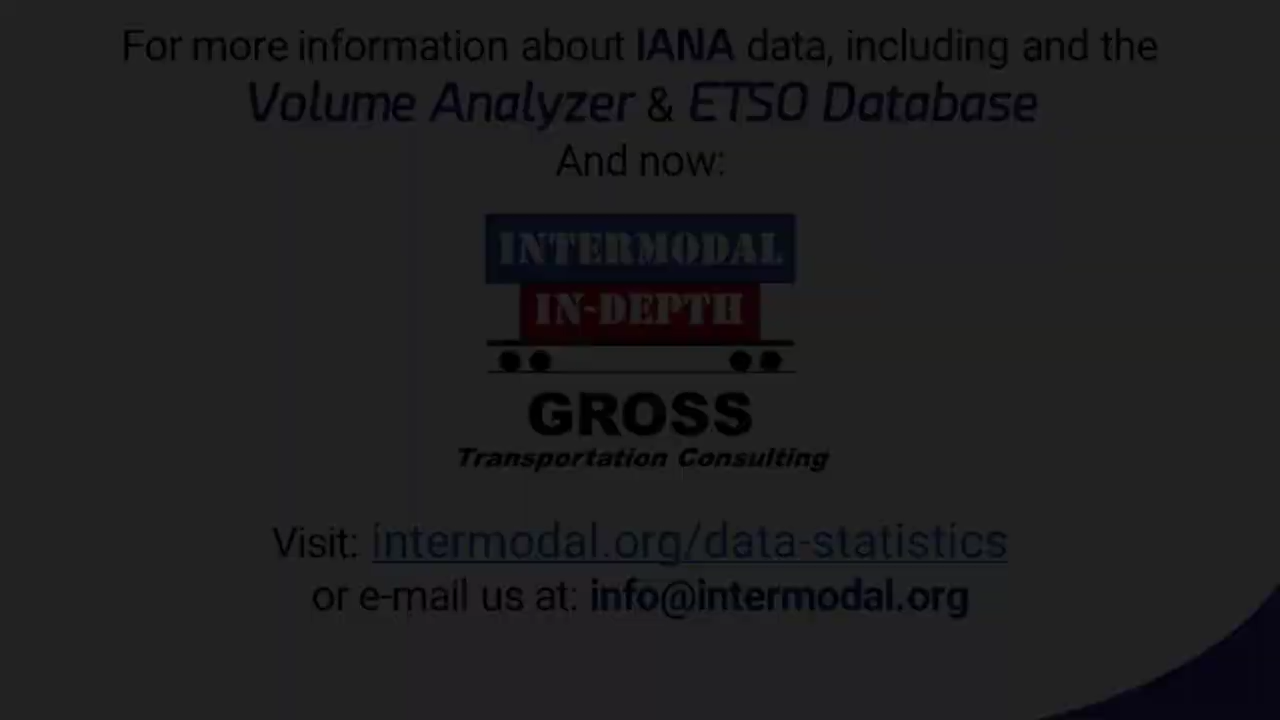 For more information about IANA data, including and the
Volume Analyzer & ETSO Database
And now:
INTERMODAL
IN-DEPTH
GROSS
Transportation Consulting
Visit: intermodal.org/data-statistics
or e-mail us at: info@intermodal.org